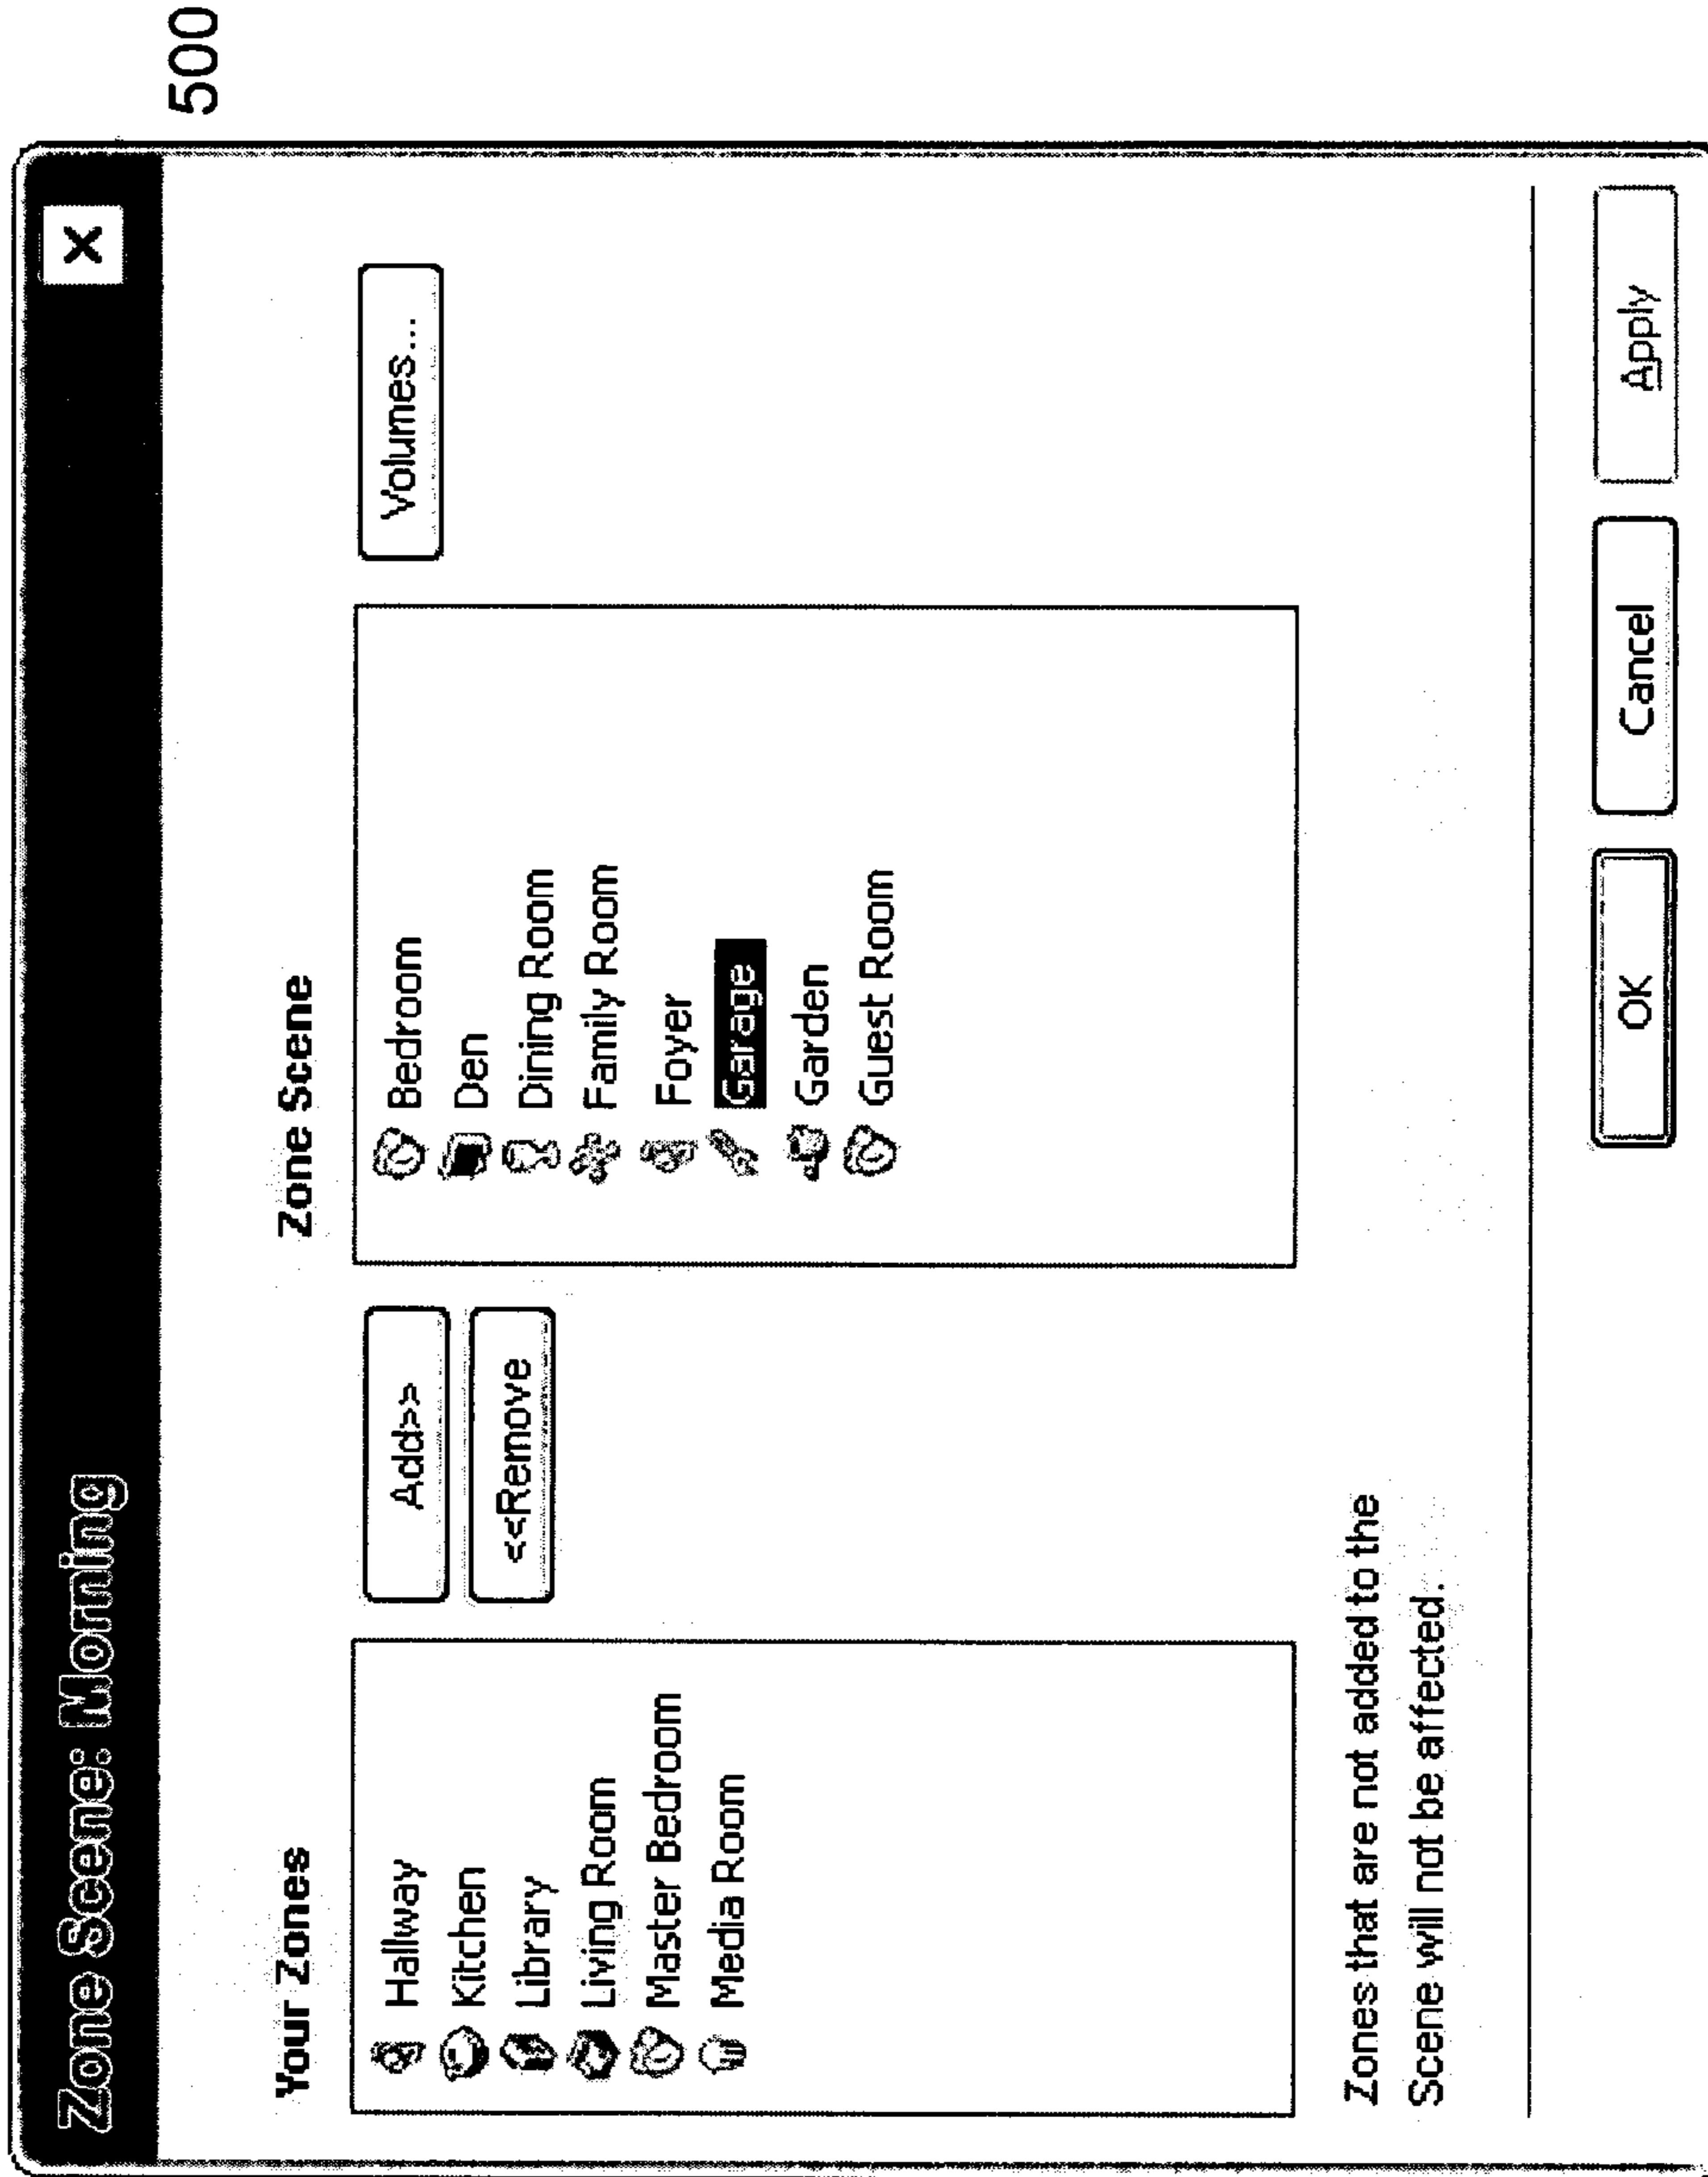 500
Zone Scene: Morning
X
Your Zones
Hallway
Kitchen
Library
Living Room
Master Bedroom
Media Room
Add>>
<<Remove
Zone Scene
Bedroom
Den
Dining Room
Family Room
Foyer
Garage
Garden
Guest Room
Volumes...
Zones that are not added to the
Scene will not be affected.
OK
Cancel
Apply